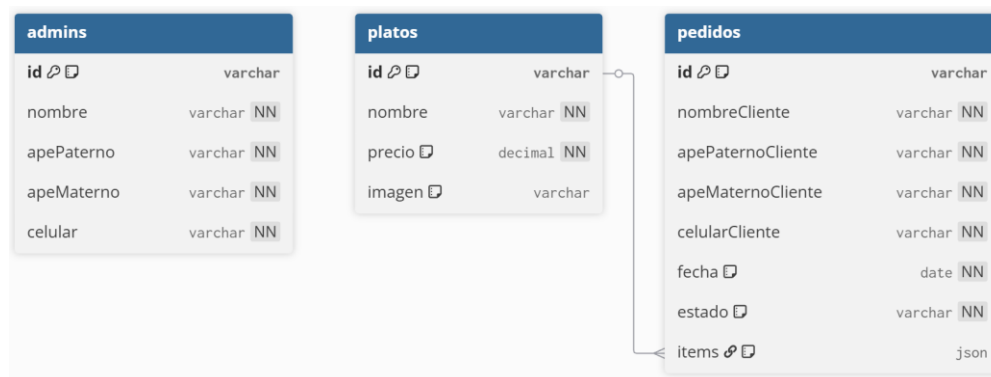 admins
id varchar
nombre varchar NN
apePaterno varchar NN
apeMaterno varchar NN
celular varchar NN
platos
id varchar
nombre varchar NN
precio decimal NN
imagen varchar
pedidos
id varchar
nombreCliente varchar NN
apePaternoCliente varchar NN
apeMaternoCliente varchar NN
celularCliente varchar NN
fecha date NN
estado varchar NN
items json